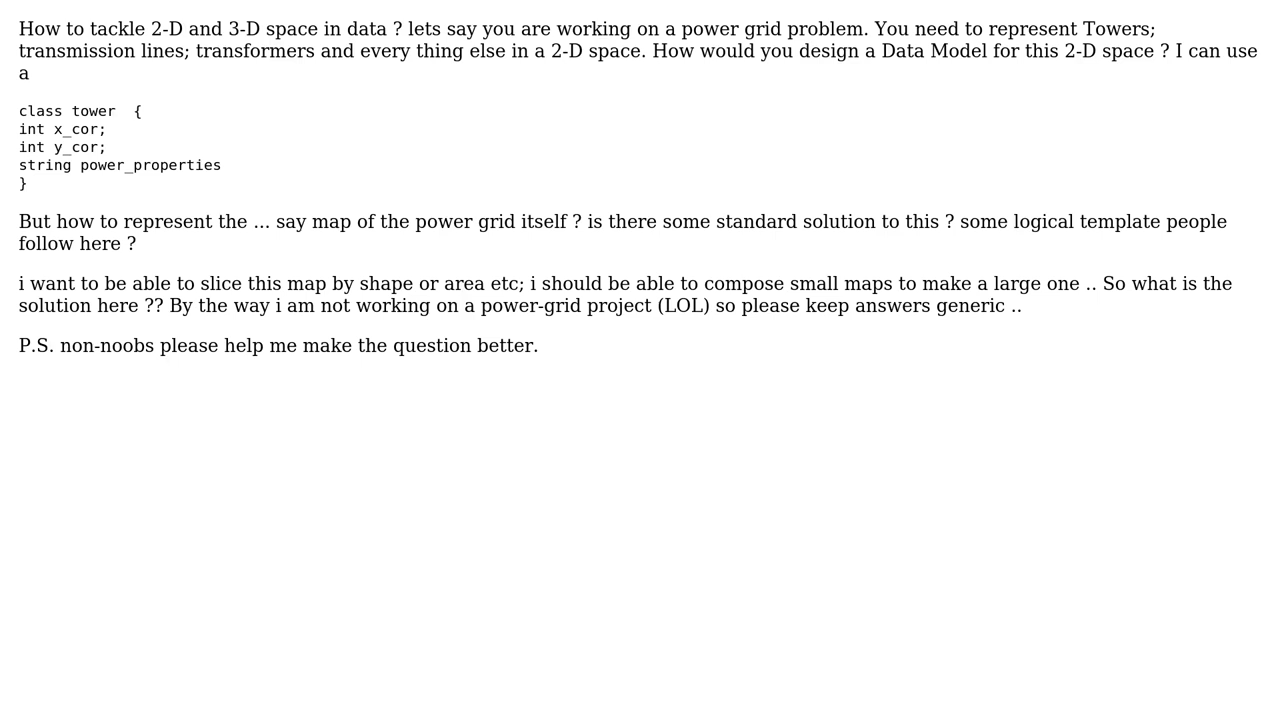 How to tackle 2-D and 3-D space in data ? lets say you are working on a power grid problem. You need to represent Towers;
transmission lines; transformers and every thing else in a 2-D space. How would you design a Data Model for this 2-D space ? I can use
a
class tower  {
int x_cor;
int y_cor;
string power_properties
}
But how to represent the ... say map of the power grid itself ? is there some standard solution to this ? some logical template people
follow here ?
i want to be able to slice this map by shape or area etc; i should be able to compose small maps to make a large one .. So what is the
solution here ?? By the way i am not working on a power-grid project (LOL) so please keep answers generic ..
P.S. non-noobs please help me make the question better.